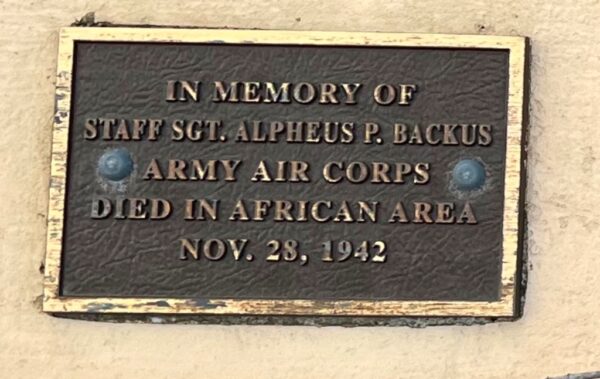 IN MEMORY OF
STAFF SGT. ALPHEUS P. BACKUS
ARMY AIR CORPS
DIED IN AFRICAN AREA
NOV. 28, 1942